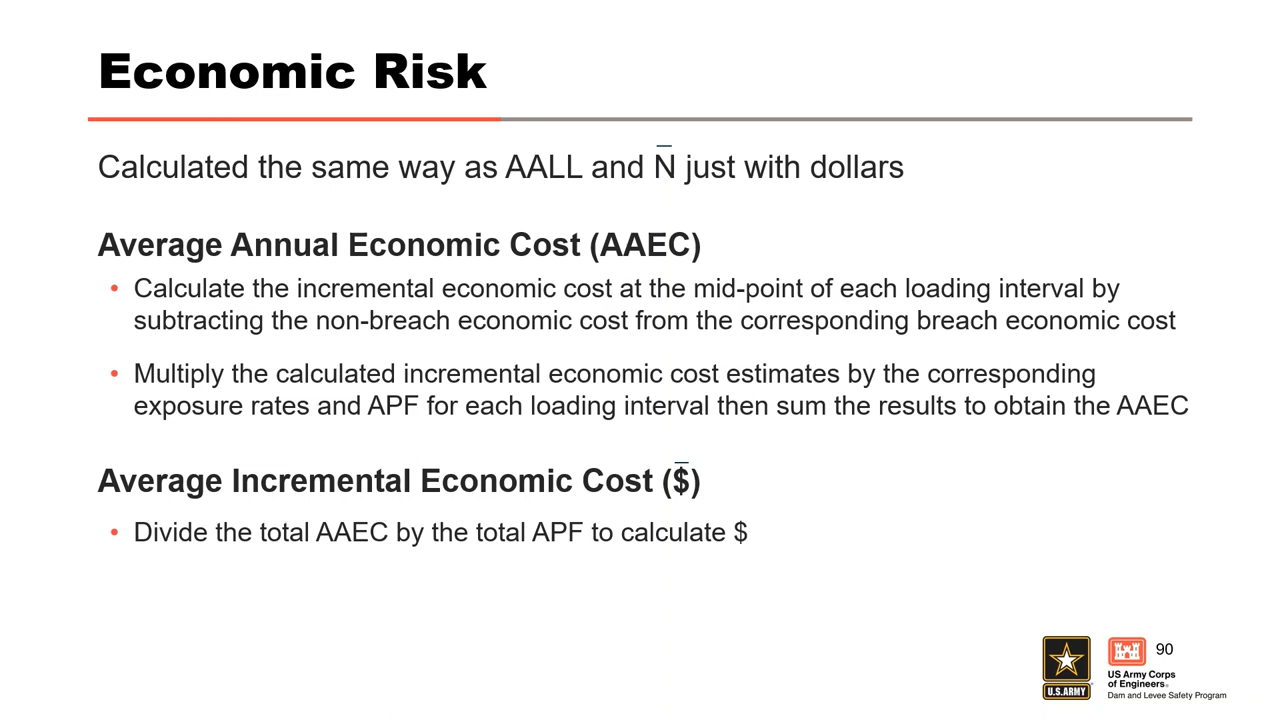 Economic Risk
Calculated the same way as AALL and N̅ just with dollars
Average Annual Economic Cost (AAEC)
• Calculate the incremental economic cost at the mid-point of each loading interval by
subtracting the non-breach economic cost from the corresponding breach economic cost
• Multiply the calculated incremental economic cost estimates by the corresponding
exposure rates and APF for each loading interval then sum the results to obtain the AAEC
Average Incremental Economic Cost ($̅)
• Divide the total AAEC by the total APF to calculate $
90
U.S.ARMY
US Army Corps
of Engineers®
Dam and Levee Safety Program